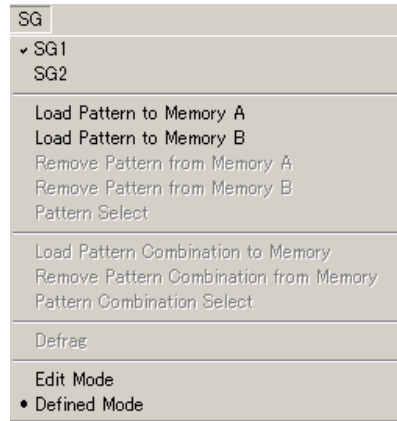 SG
SG1
SG2
Load Pattern to Memory A
Load Pattern to Memory B
Remove Pattern from Memory A
Remove Pattern from Memory B
Pattern Select
Load Pattern Combination to Memory
Remove Pattern Combination from Memory
Pattern Combination Select
Defrag
Edit Mode
Defined Mode